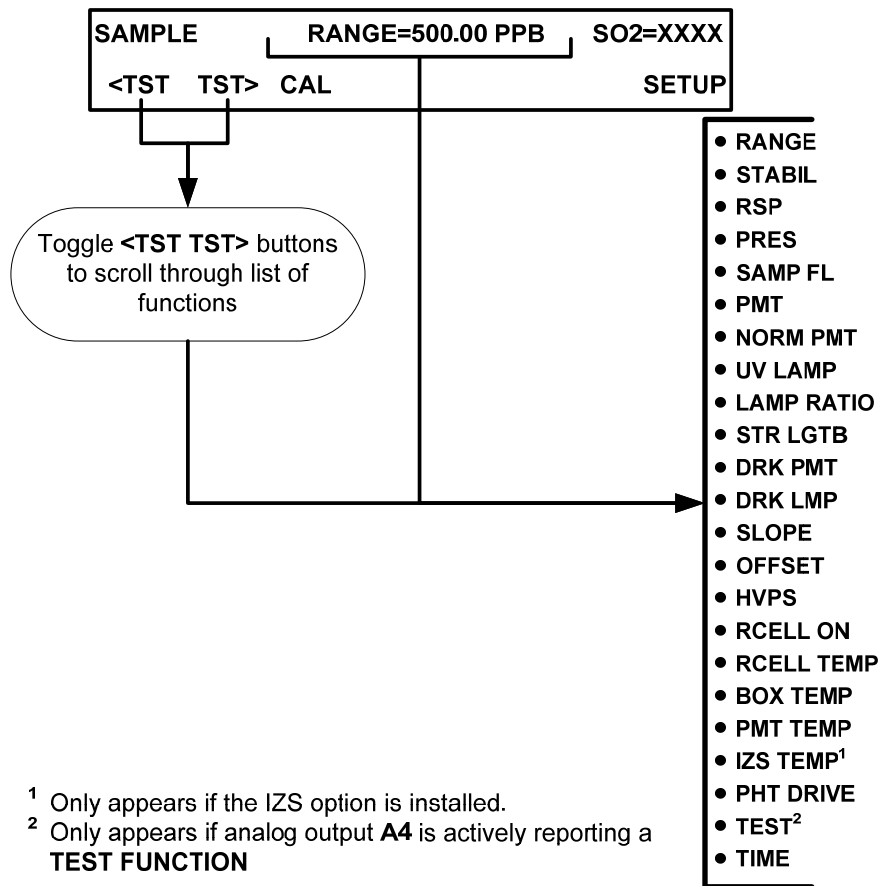 SAMPLE RANGE=500.00 PPB SO2=XXXX
<TST TST> CAL SETUP
Toggle <TST TST> buttons
to scroll through list of
functions
• RANGE
• STABIL
• RSP
• PRES
• SAMP FL
• PMT
• NORM PMT
• UV LAMP
• LAMP RATIO
• STR LGTB
• DRK PMT
• DRK LMP
• SLOPE
• OFFSET
• HVPS
• RCELL ON
• RCELL TEMP
• BOX TEMP
• PMT TEMP
• IZS TEMP¹
• PHT DRIVE
• TEST²
• TIME
¹ Only appears if the IZS option is installed.
² Only appears if analog output A4 is actively reporting a
TEST FUNCTION